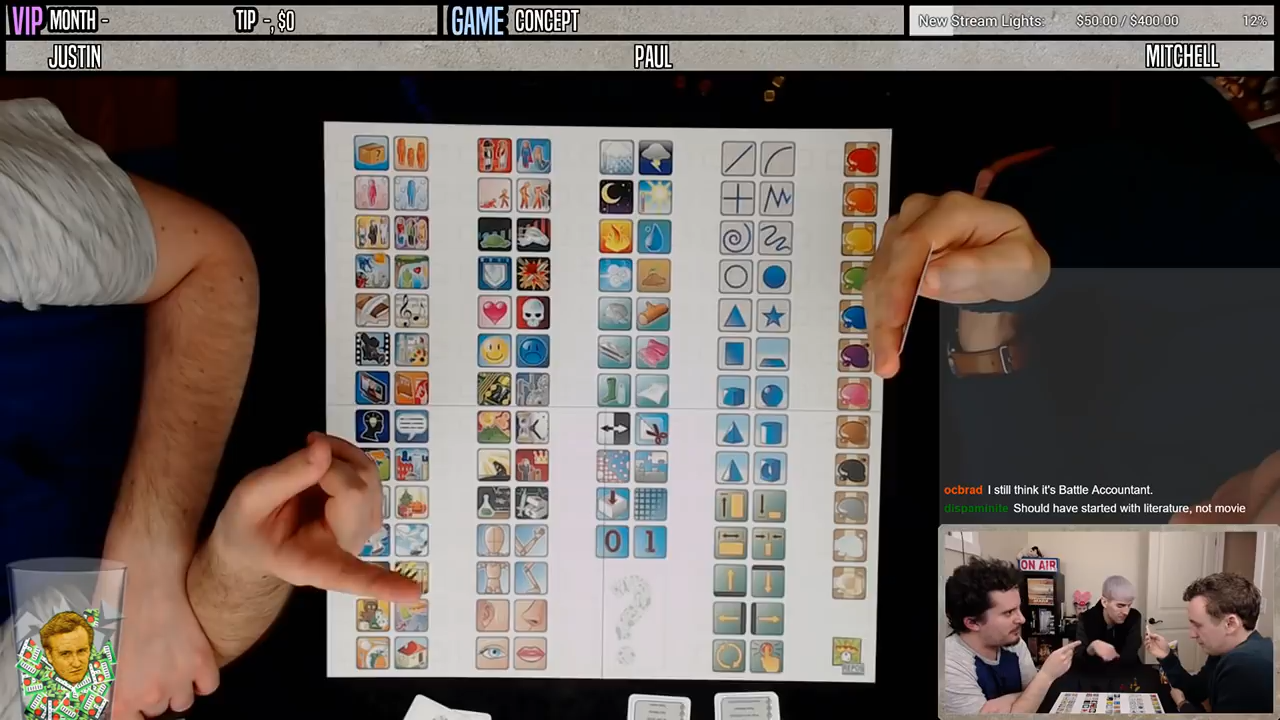 VIP MONTH -
TIP -, $0
GAME CONCEPT
New Stream Lights: $50.00 / $400.00 12%
JUSTIN
PAUL
MITCHELL
0 1
?
ocbrad I still think it's Battle Accountant.
dispaminite Should have started with literature, not movie
ON AIR